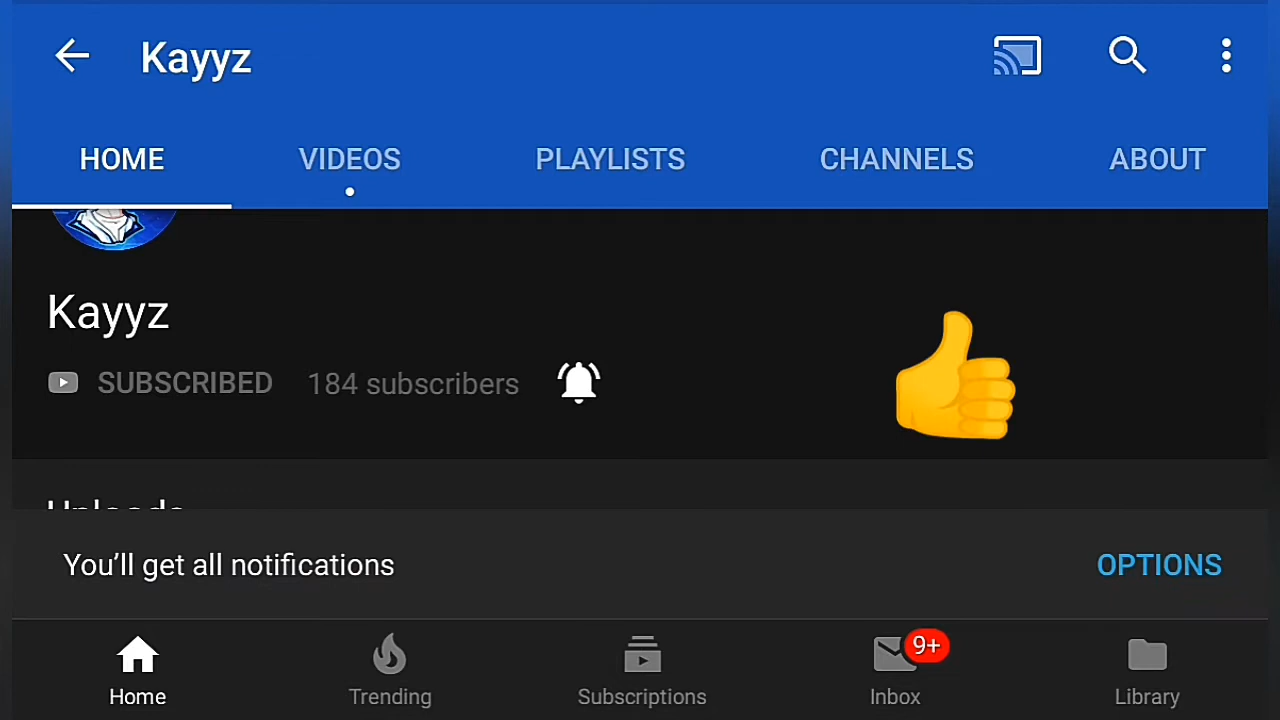 Kayyz
HOME VIDEOS PLAYLISTS CHANNELS ABOUT
Kayyz
SUBSCRIBED 184 subscribers
Uploads
You’ll get all notifications OPTIONS
9+
Home Trending Subscriptions Inbox Library